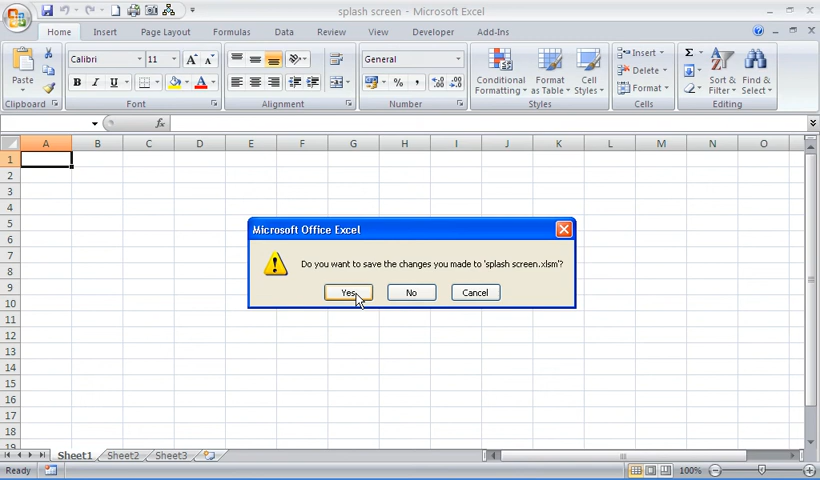 splash screen - Microsoft Excel
Home Insert Page Layout Formulas Data Review View Developer Add-Ins
Calibri 11 A A General Insert Σ
Paste B I U A $ % , .0 .00 .00 .0 Conditional Formatting Format as Table Cell Styles Delete Format Sort & Filter Find & Select
Clipboard Font Alignment Number Styles Cells Editing
fx
A B C D E F G H I J K L M N O
1
2
3
4
5
6
7
8
9
10
11
12
13
14
15
16
17
18
19
Microsoft Office Excel
Do you want to save the changes you made to 'splash screen.xlsm'?
Yes No Cancel
Sheet1 Sheet2 Sheet3
Ready 100%